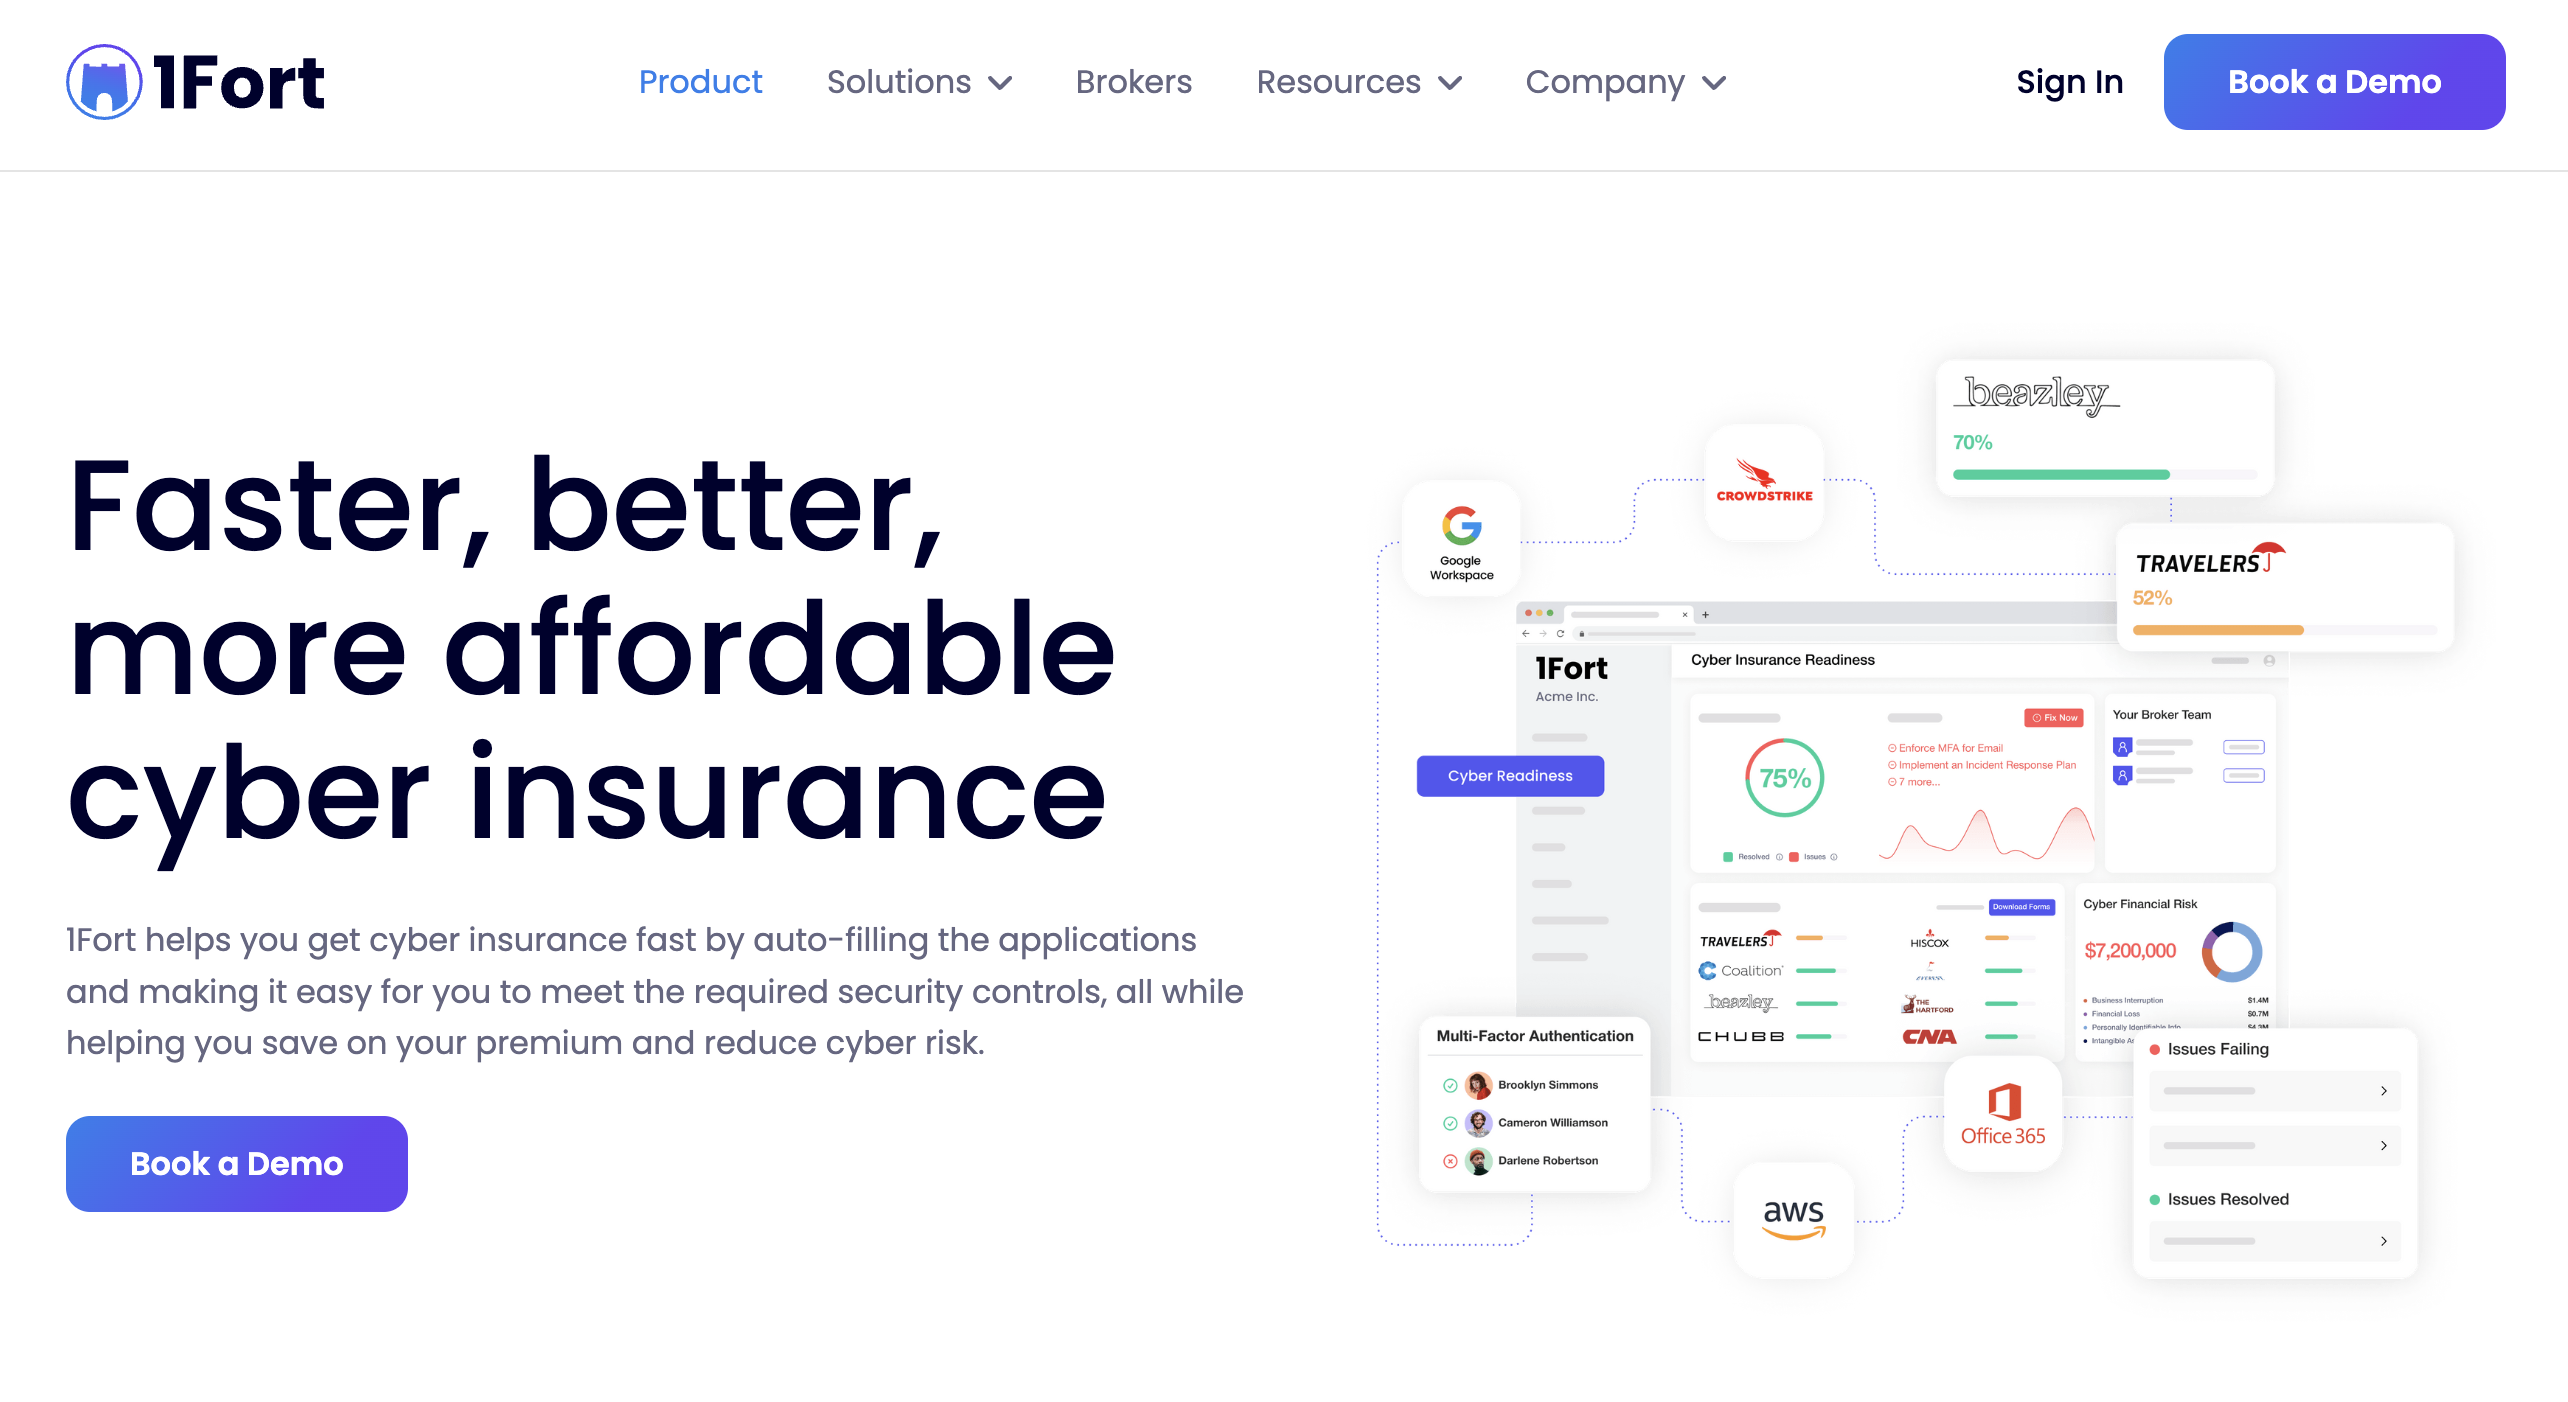 1Fort
Product
Solutions
Brokers
Resources
Company
Sign In
Book a Demo
Faster, better,
more affordable
cyber insurance
1Fort helps you get cyber insurance fast by auto-filling the applications
and making it easy for you to meet the required security controls, all while
helping you save on your premium and reduce cyber risk.
Book a Demo
beazley
70%
CROWDSTRIKE
Google
Workspace
TRAVELERS
52%
1Fort
Acme Inc.
Cyber Insurance Readiness
Cyber Readiness
Fix Now
75%
Enforce MFA for Email
Implement an Incident Response Plan
7 more...
Resolved
Issues
Your Broker Team
Download Forms
TRAVELERS
HISCOX
Coalition
beazley
THE
HARTFORD
CHUBB
CNA
Cyber Financial Risk
$7,200,000
Business Interruption $1.4M
Financial Loss $0.7M
Personally Identifiable Info $4.3M
Intangible
Multi-Factor Authentication
Brooklyn Simmons
Cameron Williamson
Darlene Robertson
aws
Office 365
Issues Failing
Issues Resolved